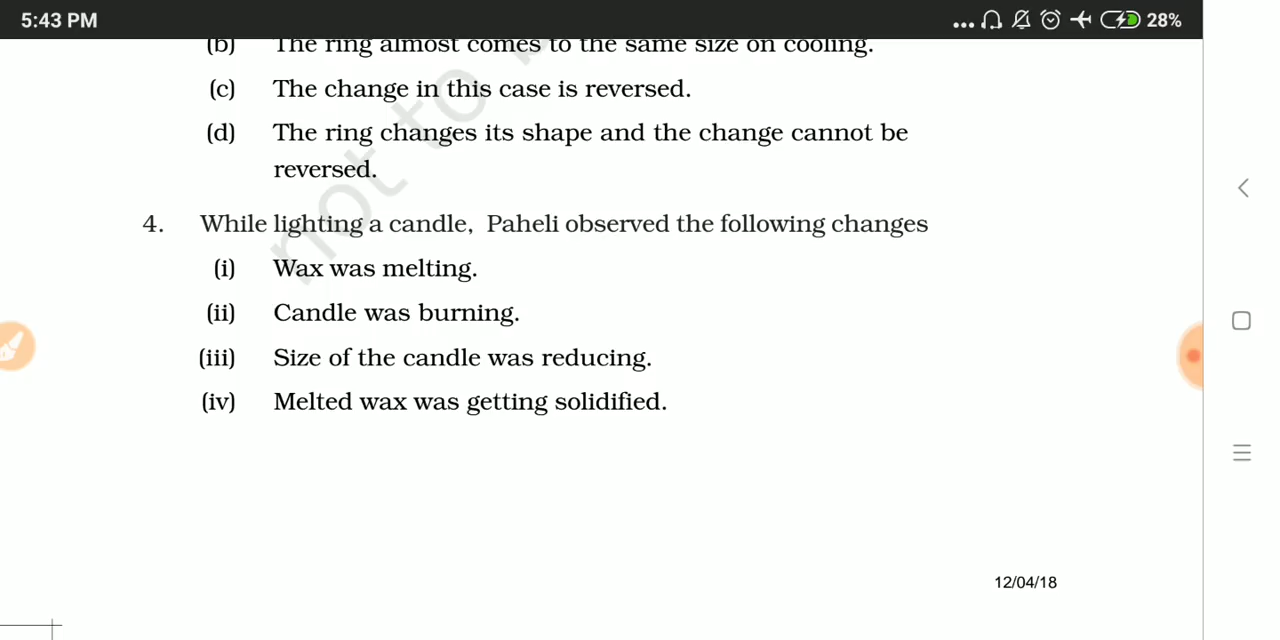 5:43 PM
28%
(b) The ring almost comes to the same size on cooling.
(c) The change in this case is reversed.
(d) The ring changes its shape and the change cannot be
reversed.
not to
4. While lighting a candle, Paheli observed the following changes
(i) Wax was melting.
(ii) Candle was burning.
(iii) Size of the candle was reducing.
(iv) Melted wax was getting solidified.
12/04/18